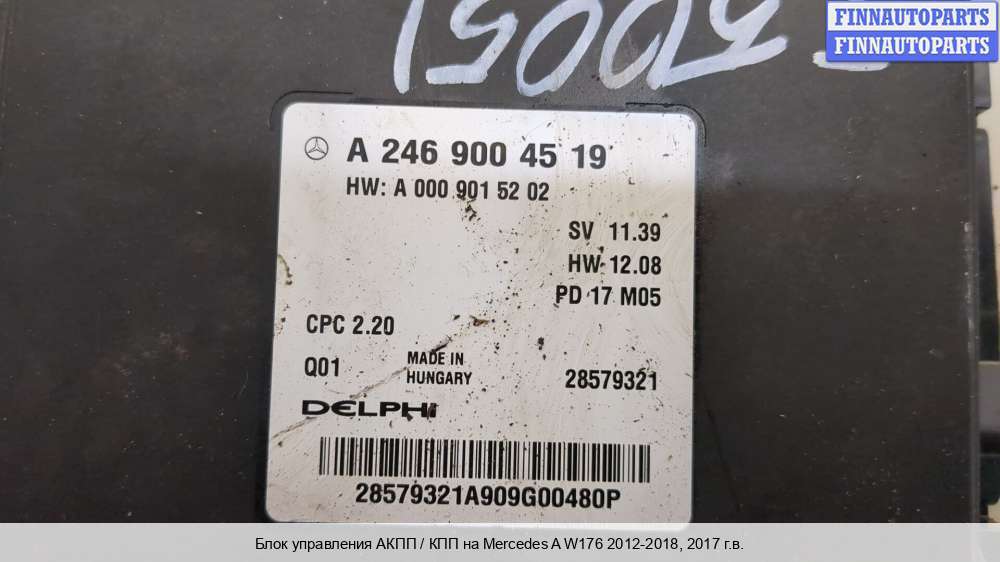 FINNAUTOPARTS
FINNAUTOPARTS
A 246 900 45 19
HW: A 000 901 52 02
SV 11.39
HW 12.08
PD 17 M05
CPC 2.20
Q01
MADE IN
HUNGARY
28579321
DELPHI
28579321A909G00480P
Блок управления АКПП / КПП на Mercedes A W176 2012-2018, 2017 г.в.